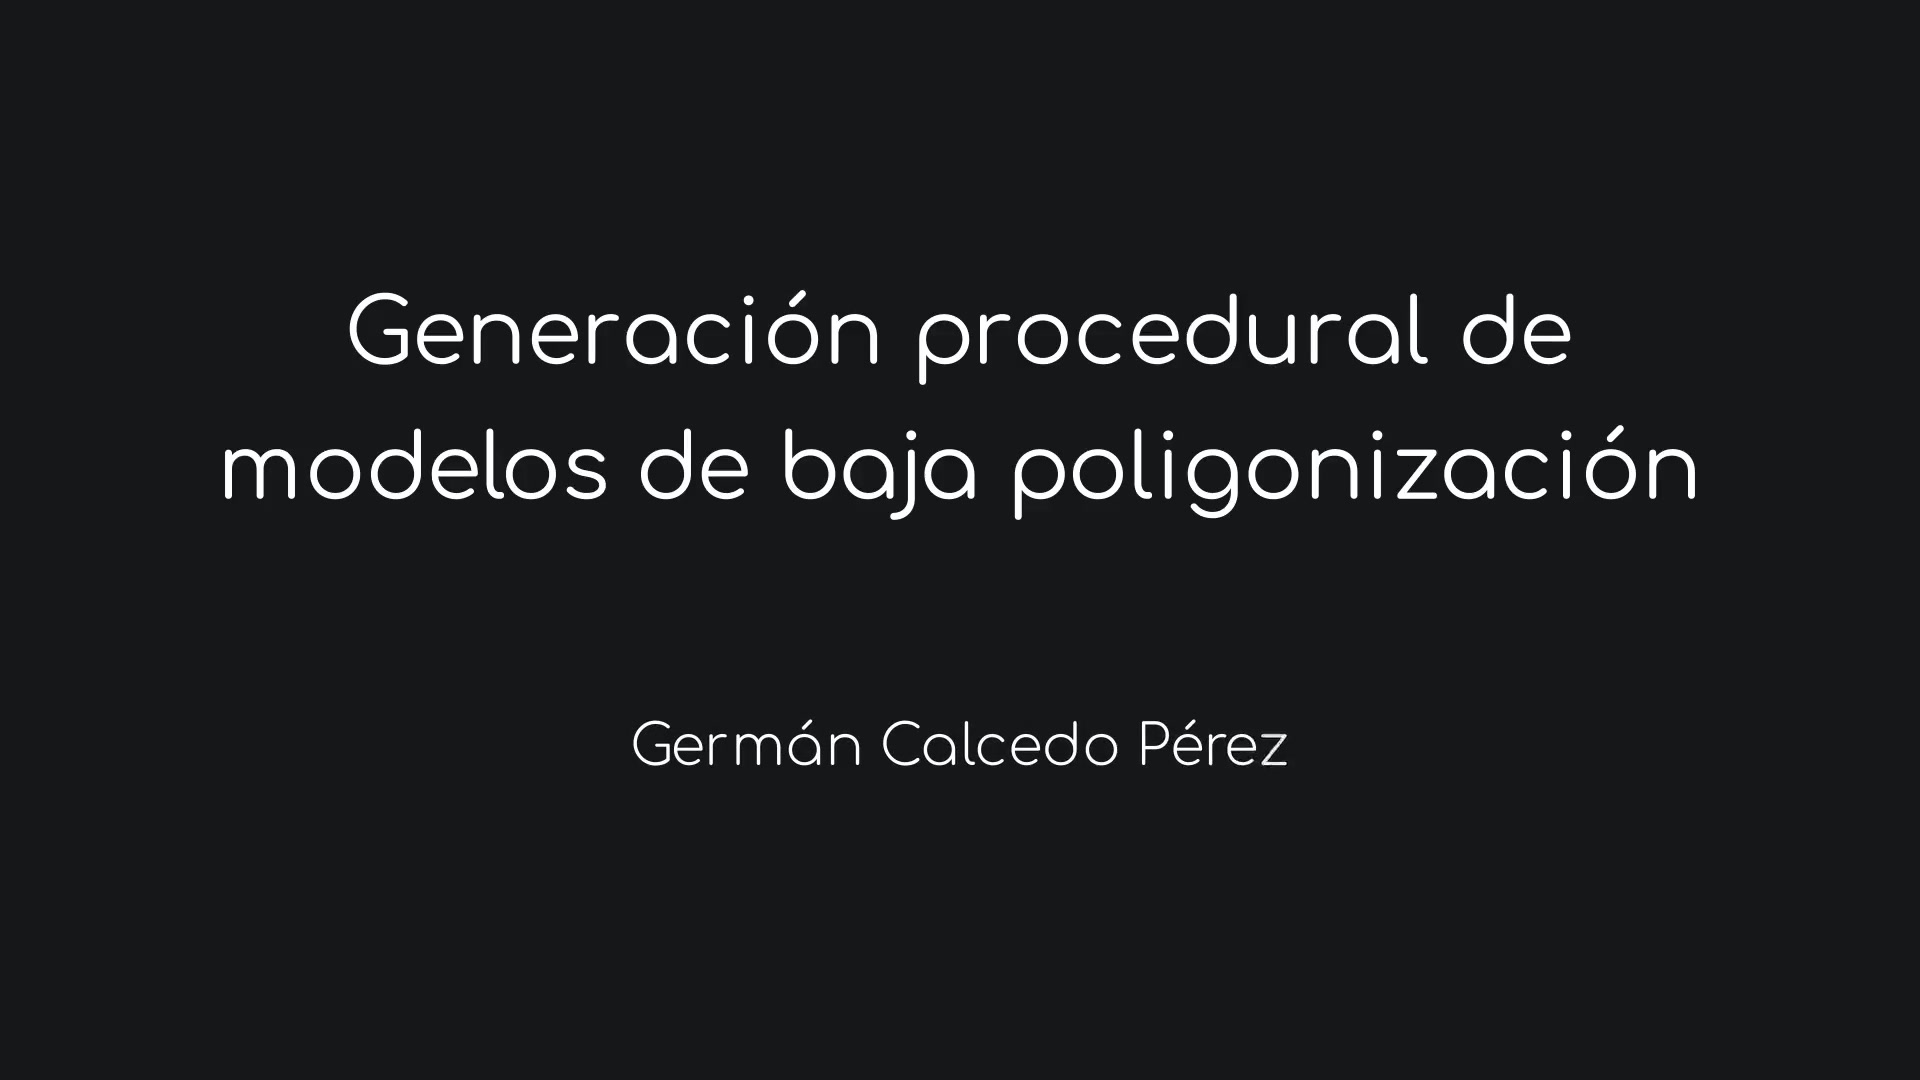 Generación procedural de
modelos de baja poligonización
Germán Calcedo Pérez